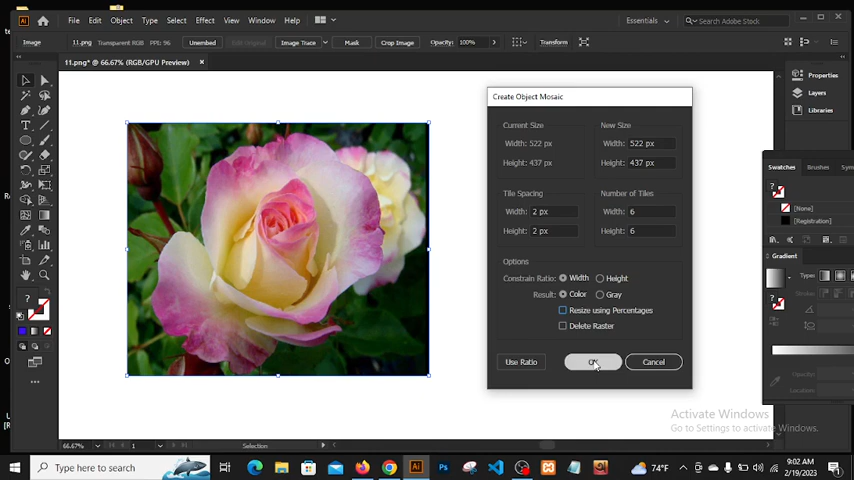 Ai File Edit Object Type Select Effect View Window Help Essentials Search Adobe Stock
Image 11.png Transparent RGB PPI: 96 Unembed Edit Original Image Trace Mask Crop Image Opacity: 100% Transform
11.png* @ 66.67% (RGB/GPU Preview)
Properties
Layers
Libraries
Create Object Mosaic
Current Size New Size
Width: 522 px Width: 522 px
Height: 437 px Height: 437 px
Tile Spacing Number of Tiles
Width: 2 px Width: 6
Height: 2 px Height: 6
Options
Constrain Ratio: Width Height
Result: Color Gray
Resize using Percentages
Delete Raster
Use Ratio OK Cancel
Swatches Brushes Sym
[None]
[Registration]
Gradient
Type:
Stroke:
Opacity:
Location:
Activate Windows
Go to Settings to activate Windows.
66.67% 1 Selection
Type here to search
Ps
74°F
9:02 AM
2/19/2023